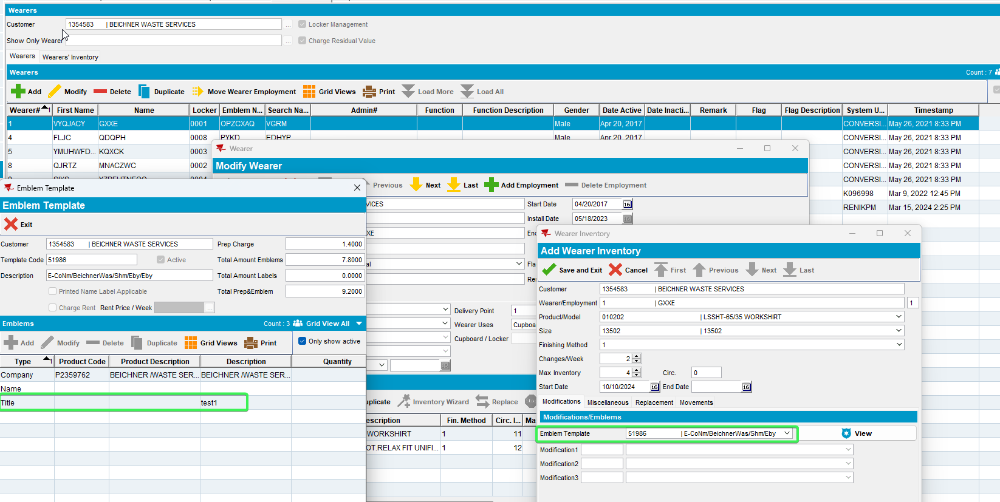 Wearers
Customer 1354583 | BEICHNER WASTE SERVICES ... Locker Management
Show Only Wearer ... Charge Residual Value
Wearers Wearers' Inventory
Wearers Count : 7
Add Modify Delete Duplicate Move Wearer Employment Grid Views Print Load More Load All
Wearer# 1 First Name Name Locker Emblem N... Search Na... Admin# Function Function Description Gender Date Active Date Inacti... Remark Flag Flag Description System U... Timestamp
1 VYQJACY GXXE 0001 OPZCXAQ VGRM Male Apr 20, 2017 CONVERSI... May 26, 2021 8:33 PM
4 FLJC QDQPH 0008 PYKD EDHYP Male Apr 20, 2017 CONVERSI... May 26, 2021 8:33 PM
5 YMUHWFD... KQXCK 0003 CONVERSI... May 26, 2021 8:33 PM
8 QJRTZ MNACZWC 0002 CONVERSI... May 26, 2021 8:33 PM
CONVERSI... May 26, 2021 8:33 PM
K096998 Mar 9, 2022 12:45 PM
RENIKPM Mar 15, 2024 2:25 PM
Wearer
Modify Wearer
Previous Next Last Add Employment Delete Employment
VICES Start Date 04/20/2017 16
Install Date 05/18/2023 16
XE Enc
al Fla
Rer
Delivery Point 1
Wearer Uses Cupboa
Cupboard / Locker
16
uplicate Inventory Wizard Replace
escription Fin. Method Circ. I... Ma
WORKSHIRT 1 11
OT.RELAX FIT UNIFI... 1 12
Emblem Template
Emblem Template
Exit
Customer 1354583 | BEICHNER WASTE SERVICES Prep Charge 1.4000
Template Code 51986 Active Total Amount Emblems 7.8000
Description E-CoNm/BeichnerWas/Shm/Eby/Eby Total Amount Labels 0.0000
Printed Name Label Applicable Total Prep&Emblem 9.2000
Charge Rent Rent Price / Week ...
Emblems Count : 3 Grid View All
Add Modify Delete Duplicate Grid Views Print Only show active
Type 1 Product Code Product Description Description Quantity
Company P2359762 BEICHNER /WASTE SER... BEICHNER /WASTE SER...
Name
Title test1
Wearer Inventory
Add Wearer Inventory
Save and Exit Cancel First Previous Next Last
Customer 1354583 | BEICHNER WASTE SERVICES
Wearer/Employment 1 | GXXE 1
Product/Model 010202 | LSSHT-65/35 WORKSHIRT
Size 13502 | 13502
Finishing Method 1
Changes/Week 2
Max Inventory 4 Circ. 0
Start Date 10/10/2024 16 End Date 16
Modifications Miscellaneous Replacement Movements
Modifications/Emblems
Emblem Template 51986 | E-CoNm/BeichnerWas/Shm/Eby View
Modification1
Modification2
Modification3